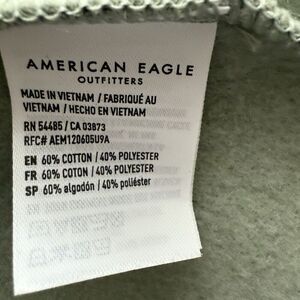 AMERICAN EAGLE
OUTFITTERS
MADE IN VIETNAM / FABRIQUÉ AU
VIETNAM / HECHO EN VIETNAM
RN 54485 / CA 03873
RFC# AEM120605U9A
EN 60% COTTON / 40% POLYESTER
FR 60% COTON / 40% POLYESTER
SP 60% algodón / 40% poliéster